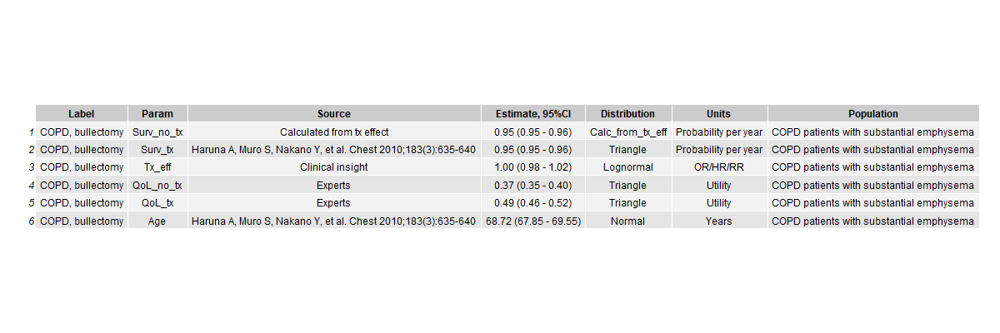 Label Param Source Estimate, 95%CI Distribution Units Population
1 COPD, bullectomy Surv_no_tx Calculated from tx effect 0.95 (0.95 - 0.96) Calc_from_tx_eff Probability per year COPD patients with substantial emphysema
2 COPD, bullectomy Surv_tx Haruna A, Muro S, Nakano Y, et al. Chest 2010;183(3):635-640 0.95 (0.95 - 0.96) Triangle Probability per year COPD patients with substantial emphysema
3 COPD, bullectomy Tx_eff Clinical insight 1.00 (0.98 - 1.02) Lognormal OR/HR/RR COPD patients with substantial emphysema
4 COPD, bullectomy QoL_no_tx Experts 0.37 (0.35 - 0.40) Triangle Utility COPD patients with substantial emphysema
5 COPD, bullectomy QoL_tx Experts 0.49 (0.46 - 0.52) Triangle Utility COPD patients with substantial emphysema
6 COPD, bullectomy Age Haruna A, Muro S, Nakano Y, et al. Chest 2010;183(3):635-640 68.72 (67.85 - 69.55) Normal Years COPD patients with substantial emphysema